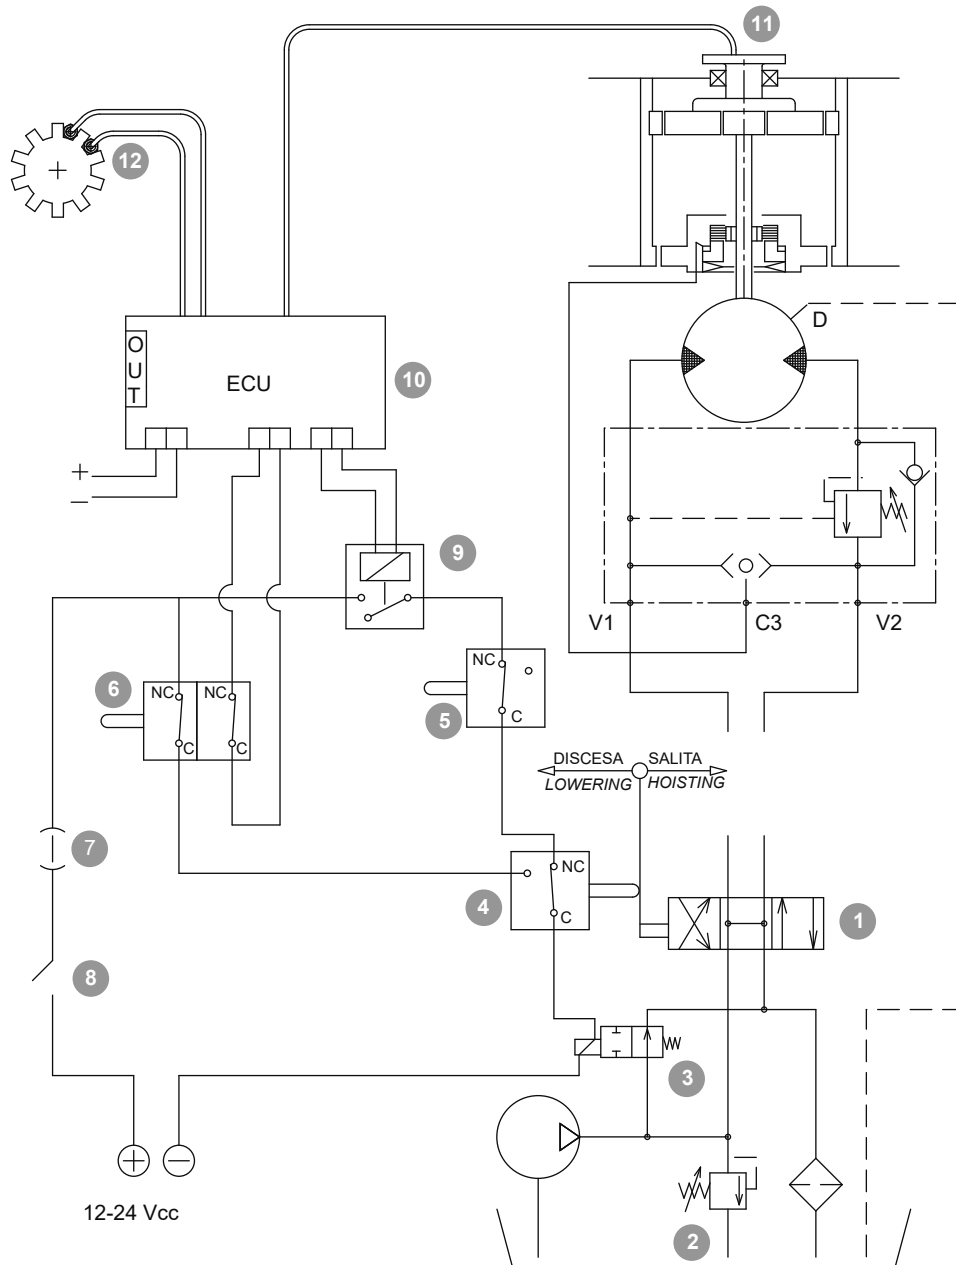 11
12
D
O
U
T
ECU
10
+
−
9
V1
C3
V2
NC
6
NC
NC
5
C
C
C
DISCESA
SALITA
LOWERING
HOISTING
7
NC
4
C
1
8
3
+
−
12-24 Vcc
2